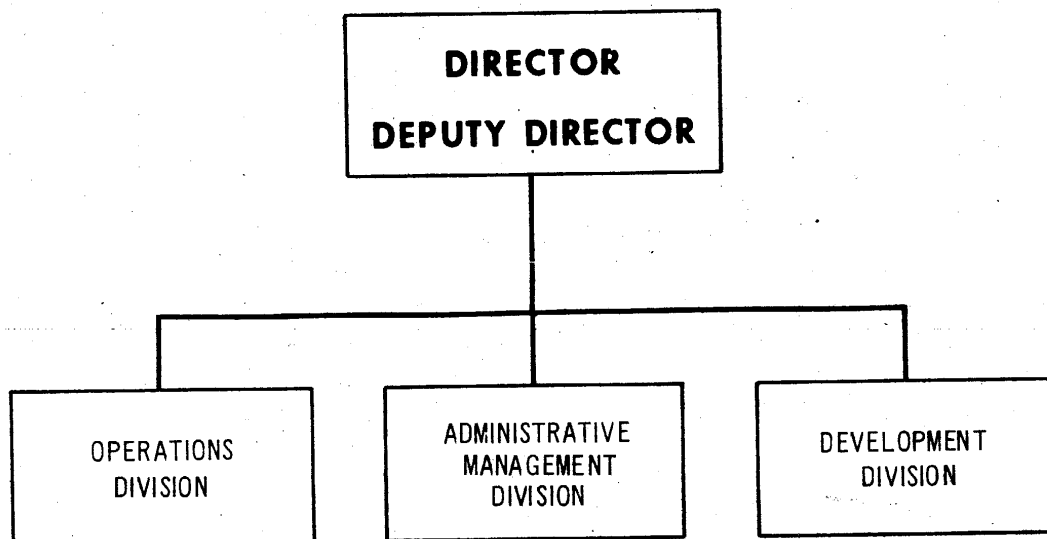 DIRECTOR
DEPUTY DIRECTOR
OPERATIONS
DIVISION
ADMINISTRATIVE
MANAGEMENT
DIVISION
DEVELOPMENT
DIVISION